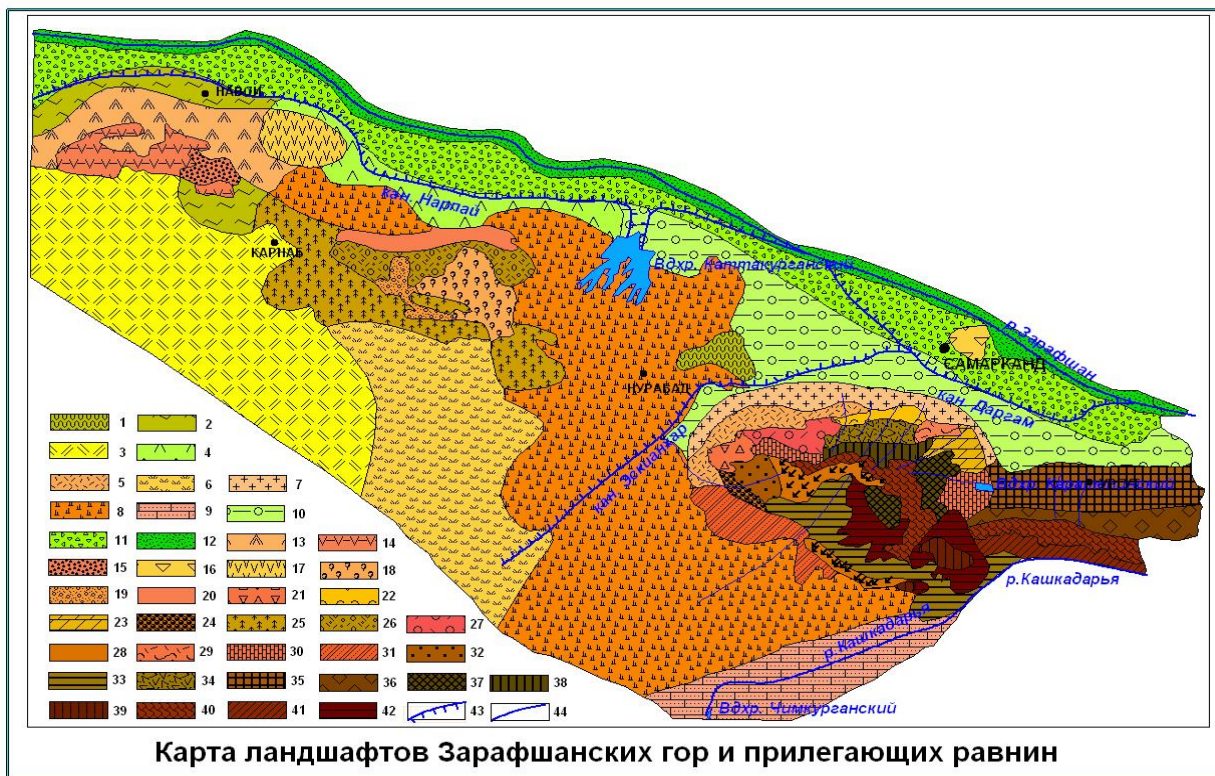 НАВОИ
кан. Нарпай
КАРНАБ
Вдхр. Каттакурганский
р.Зарафшан
САМАРКАНД
НУРАБАД
кан. Даргам
кан. Эскианхар
р.Кашкадарья
р.Кашкадарья
Вдхр. Чимкурганский
1 2
3 4
5 6 7
8 9 10
11 12 13 14
15 16 17 18
19 20 21 22
23 24 25 26 27
28 29 30 31 32
33 34 35 36 37 38
39 40 41 42 43 44
Карта ландшафтов Зарафшанских гор и прилегающих равнин